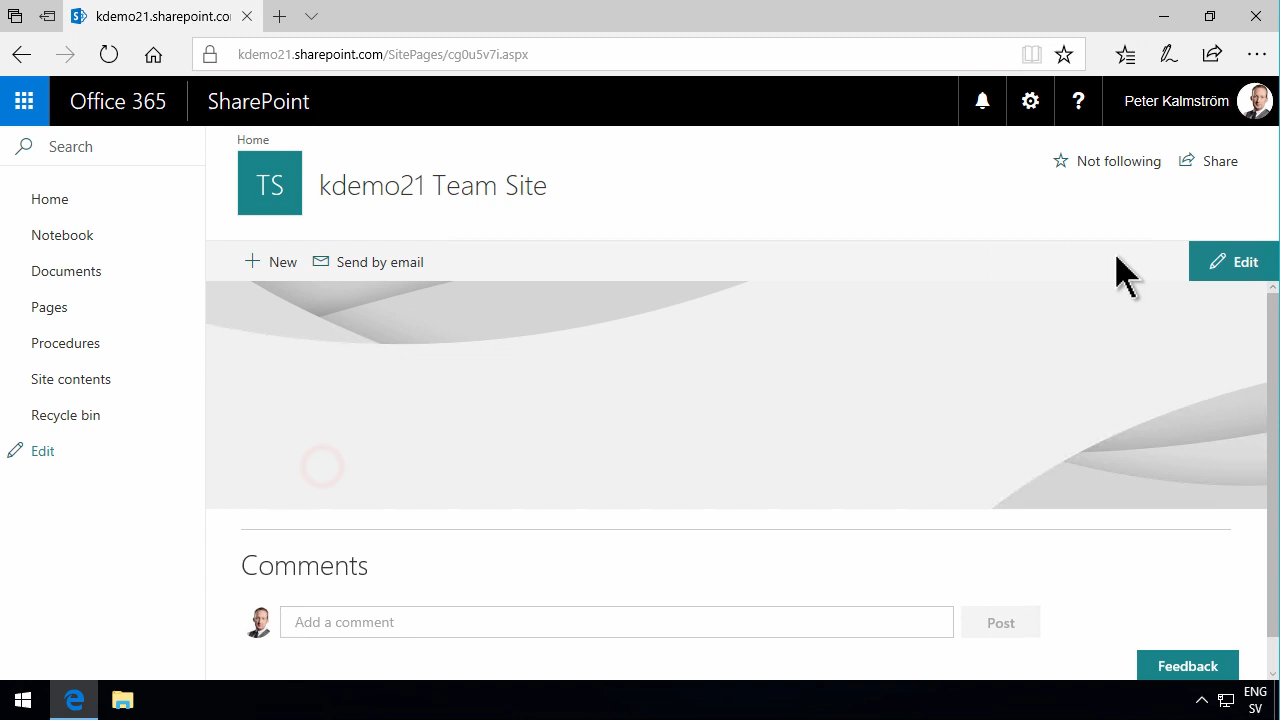 kdemo21.sharepoint.co
kdemo21.sharepoint.com/SitePages/cg0u5v7i.aspx
Office 365
SharePoint
?
Peter Kalmström
Search
Home
Notebook
Documents
Pages
Procedures
Site contents
Recycle bin
Edit
Home
TS
kdemo21 Team Site
Not following
Share
New
Send by email
Edit
Comments
Add a comment
Post
Feedback
ENG
SV